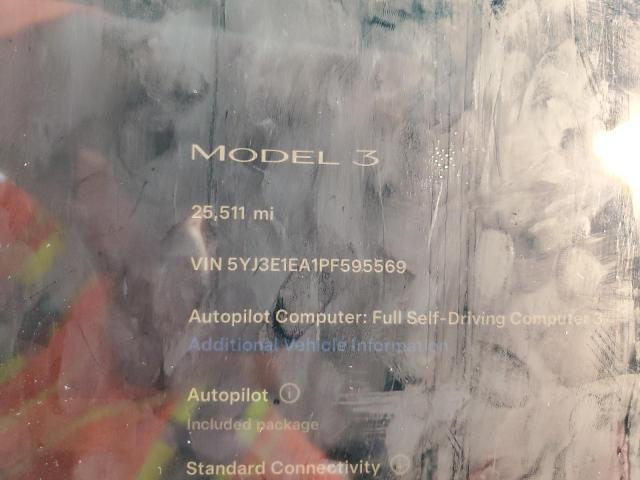 MODEL 3
25,511 mi
VIN 5YJ3E1EA1PF595569
Autopilot Computer: Full Self-Driving Computer 3
Additional Vehicle Information
Autopilot
Included package
Standard Connectivity